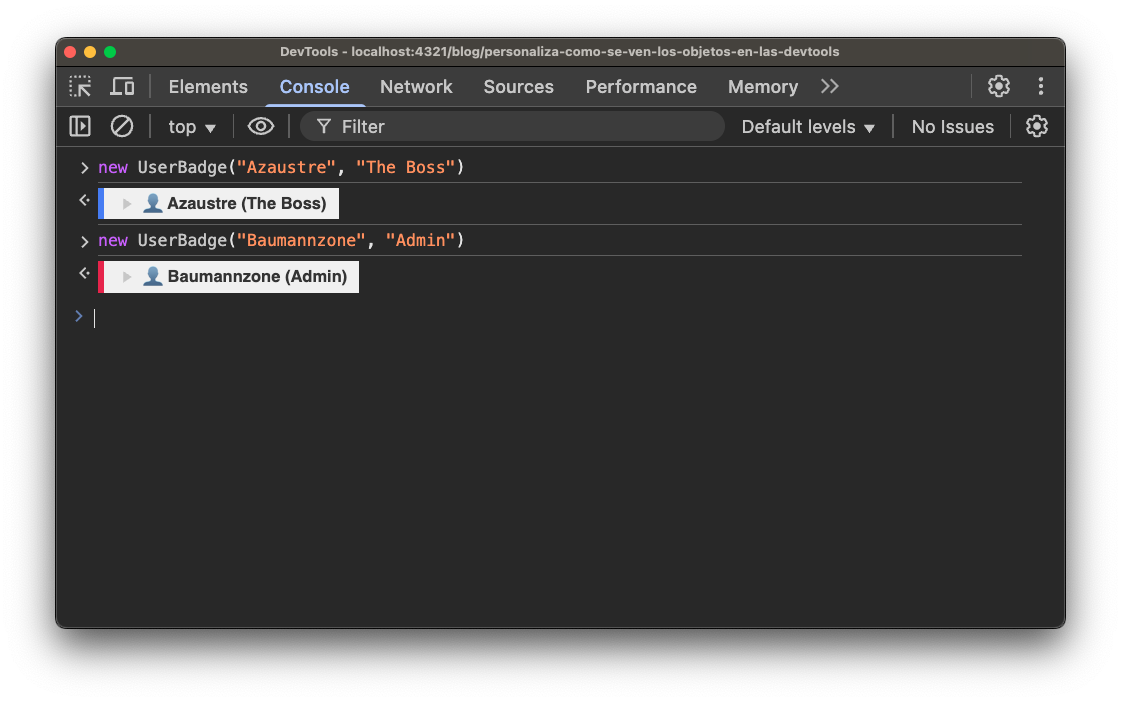 DevTools - localhost:4321/blog/personaliza-como-se-ven-los-objetos-en-las-devtools
Elements Console Network Sources Performance Memory
top Filter Default levels No Issues
new UserBadge("Azaustre", "The Boss")
Azaustre (The Boss)
new UserBadge("Baumannzone", "Admin")
Baumannzone (Admin)